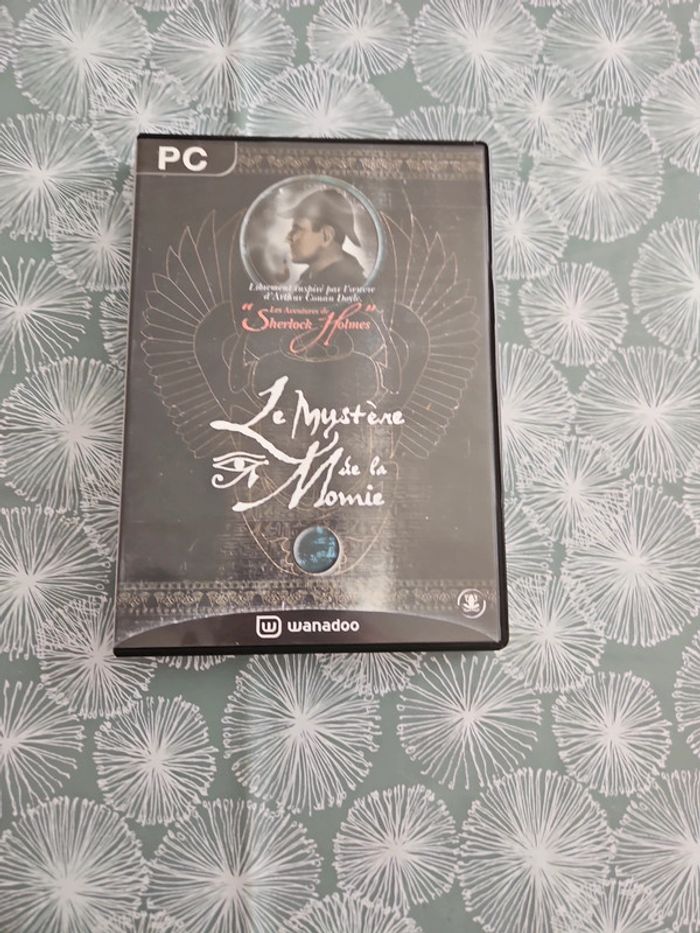 PC
Librement inspiré par l'œuvre
d'Arthur Conan Doyle.
"Les Aventures de
Sherlock Holmes"
Le Mystère
de la
Momie
wanadoo